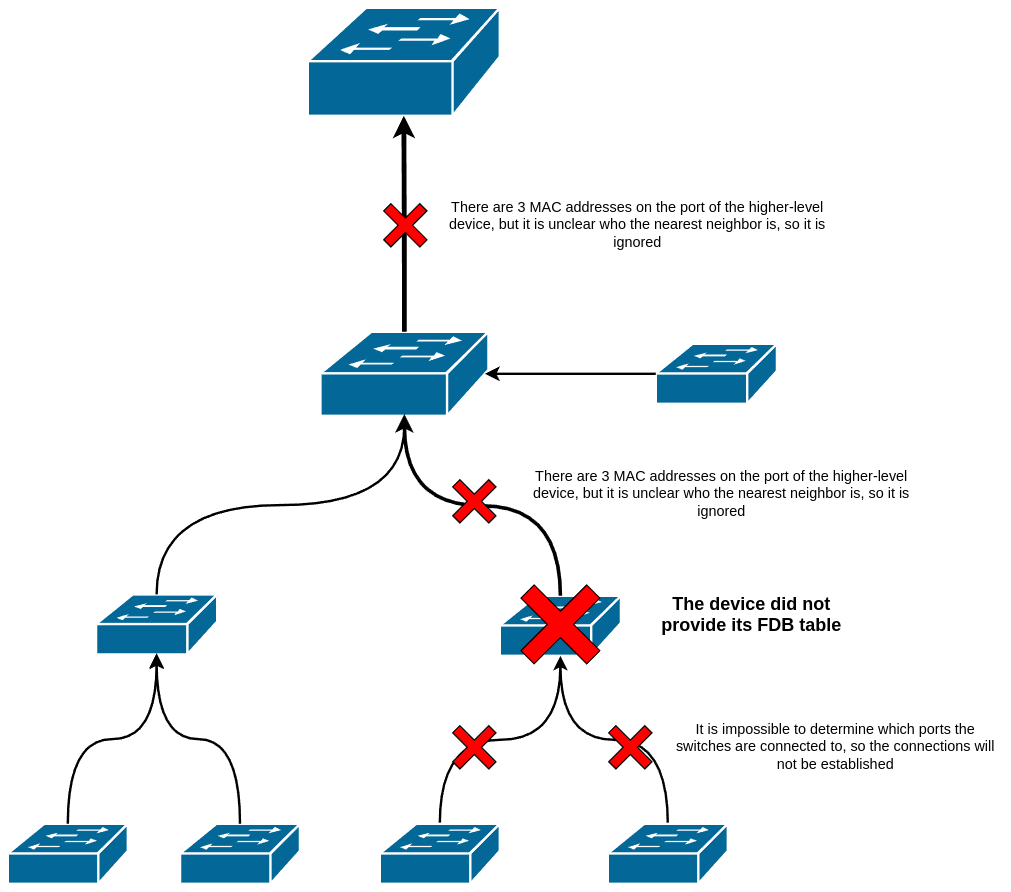 There are 3 MAC addresses on the port of the higher-level
device, but it is unclear who the nearest neighbor is, so it is
ignored
There are 3 MAC addresses on the port of the higher-level
device, but it is unclear who the nearest neighbor is, so it is
ignored
The device did not
provide its FDB table
It is impossible to determine which ports the
switches are connected to, so the connections will
not be established